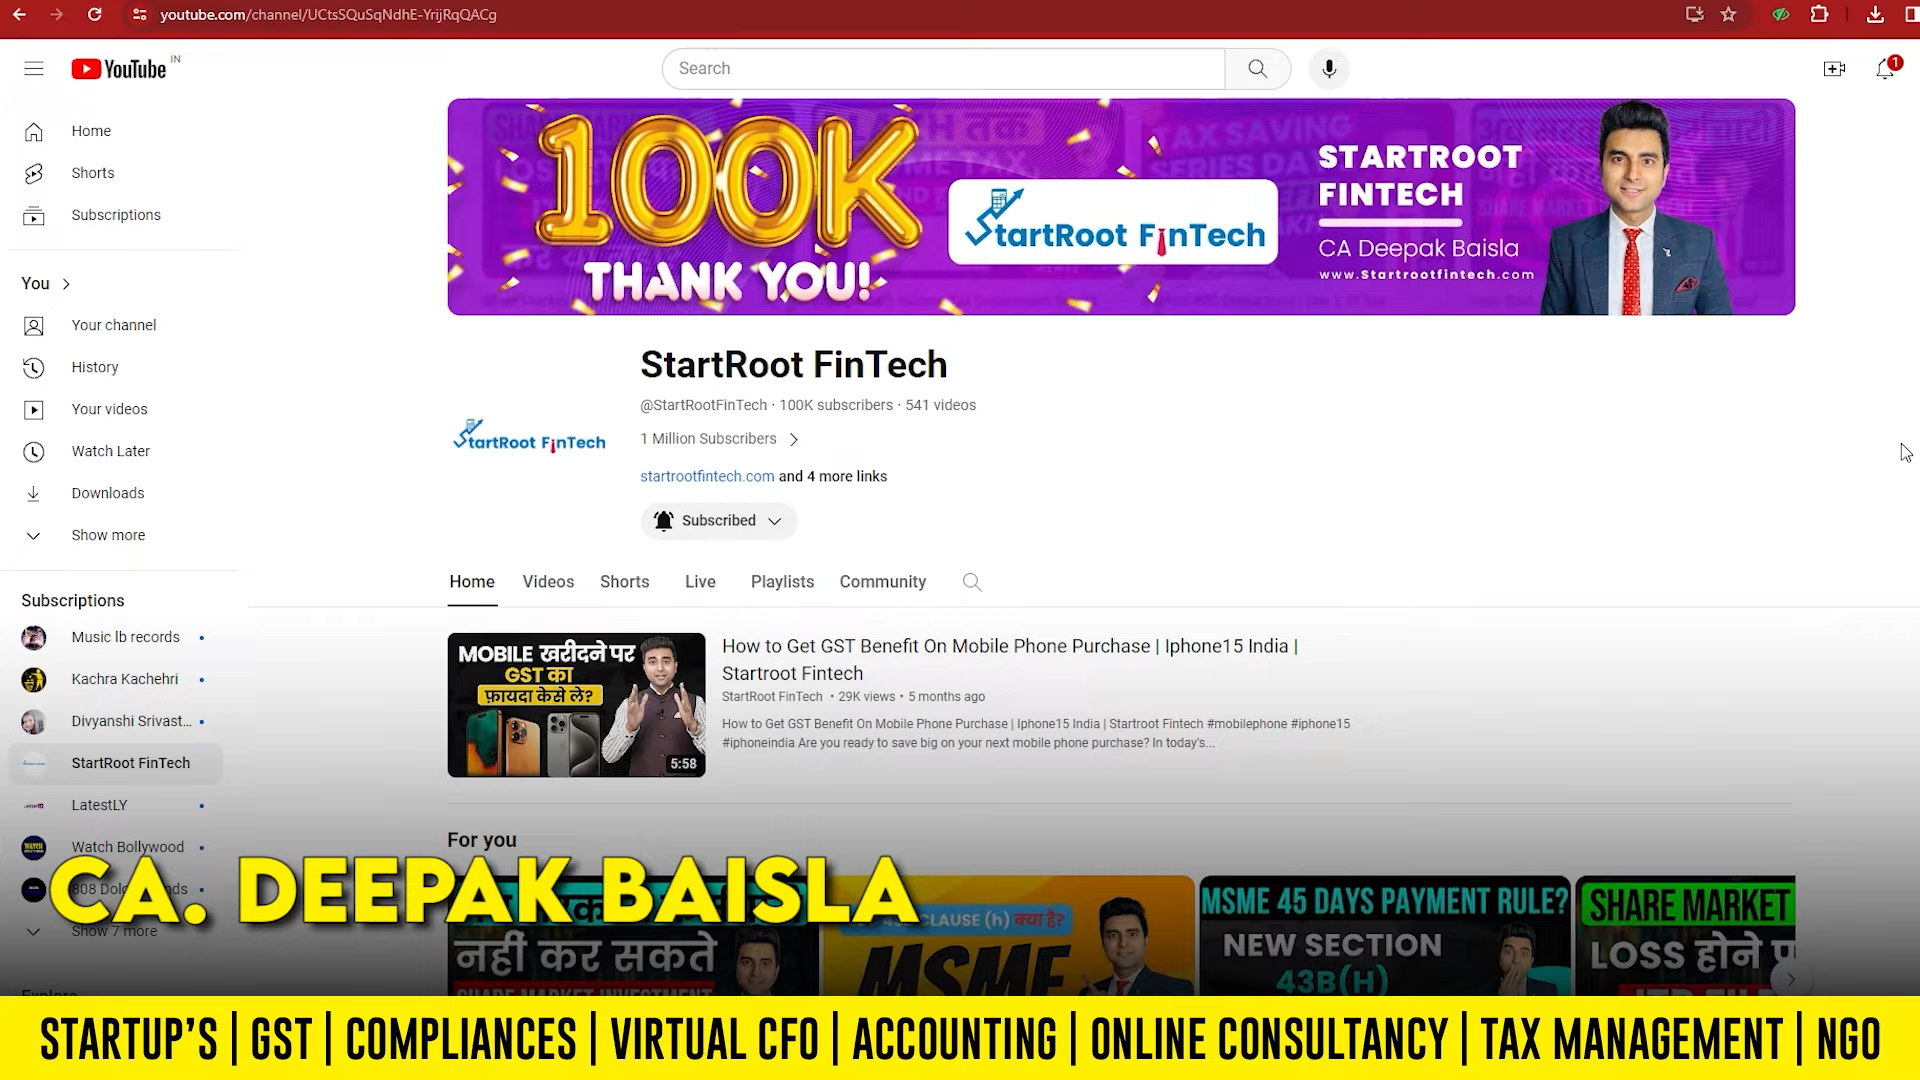 youtube.com/channel/UCtsSQuSqNdhE-YrijRqQACg
YouTube IN
Search
1
Home
Shorts
Subscriptions
You
Your channel
History
Your videos
Watch Later
Downloads
Show more
Subscriptions
Music lb records
Kachra Kachehri
Divyanshi Srivast...
StartRoot FinTech
LatestLY
Watch Bollywood
Show 7 more
100K
THANK YOU!
StartRoot FinTech
STARTROOT
FINTECH
CA Deepak Baisla
www.Startrootfintech.com
StartRoot FinTech
StartRoot FinTech
@StartRootFinTech · 100K subscribers · 541 videos
1 Million Subscribers
startrootfintech.com and 4 more links
Subscribed
Home Videos Shorts Live Playlists Community
MOBILE खरीदने पर
GST का
फ़ायदा केसे ले?
5:58
How to Get GST Benefit On Mobile Phone Purchase | Iphone15 India |
Startroot Fintech
StartRoot FinTech • 29K views • 5 months ago
How to Get GST Benefit On Mobile Phone Purchase | Iphone15 India | Startroot Fintech #mobilephone #iphone15
#iphoneindia Are you ready to save big on your next mobile phone purchase? In today's...
For you
नहीं कर सकते
SHARE MARKET INVESTMENT
CLAUSE (h) क्या है?
MSME
MSME 45 DAYS PAYMENT RULE?
NEW SECTION
43B(H)
SHARE MARKET
LOSS होने प
CA. DEEPAK BAISLA
STARTUP'S | GST | COMPLIANCES | VIRTUAL CFO | ACCOUNTING | ONLINE CONSULTANCY | TAX MANAGEMENT | NGO